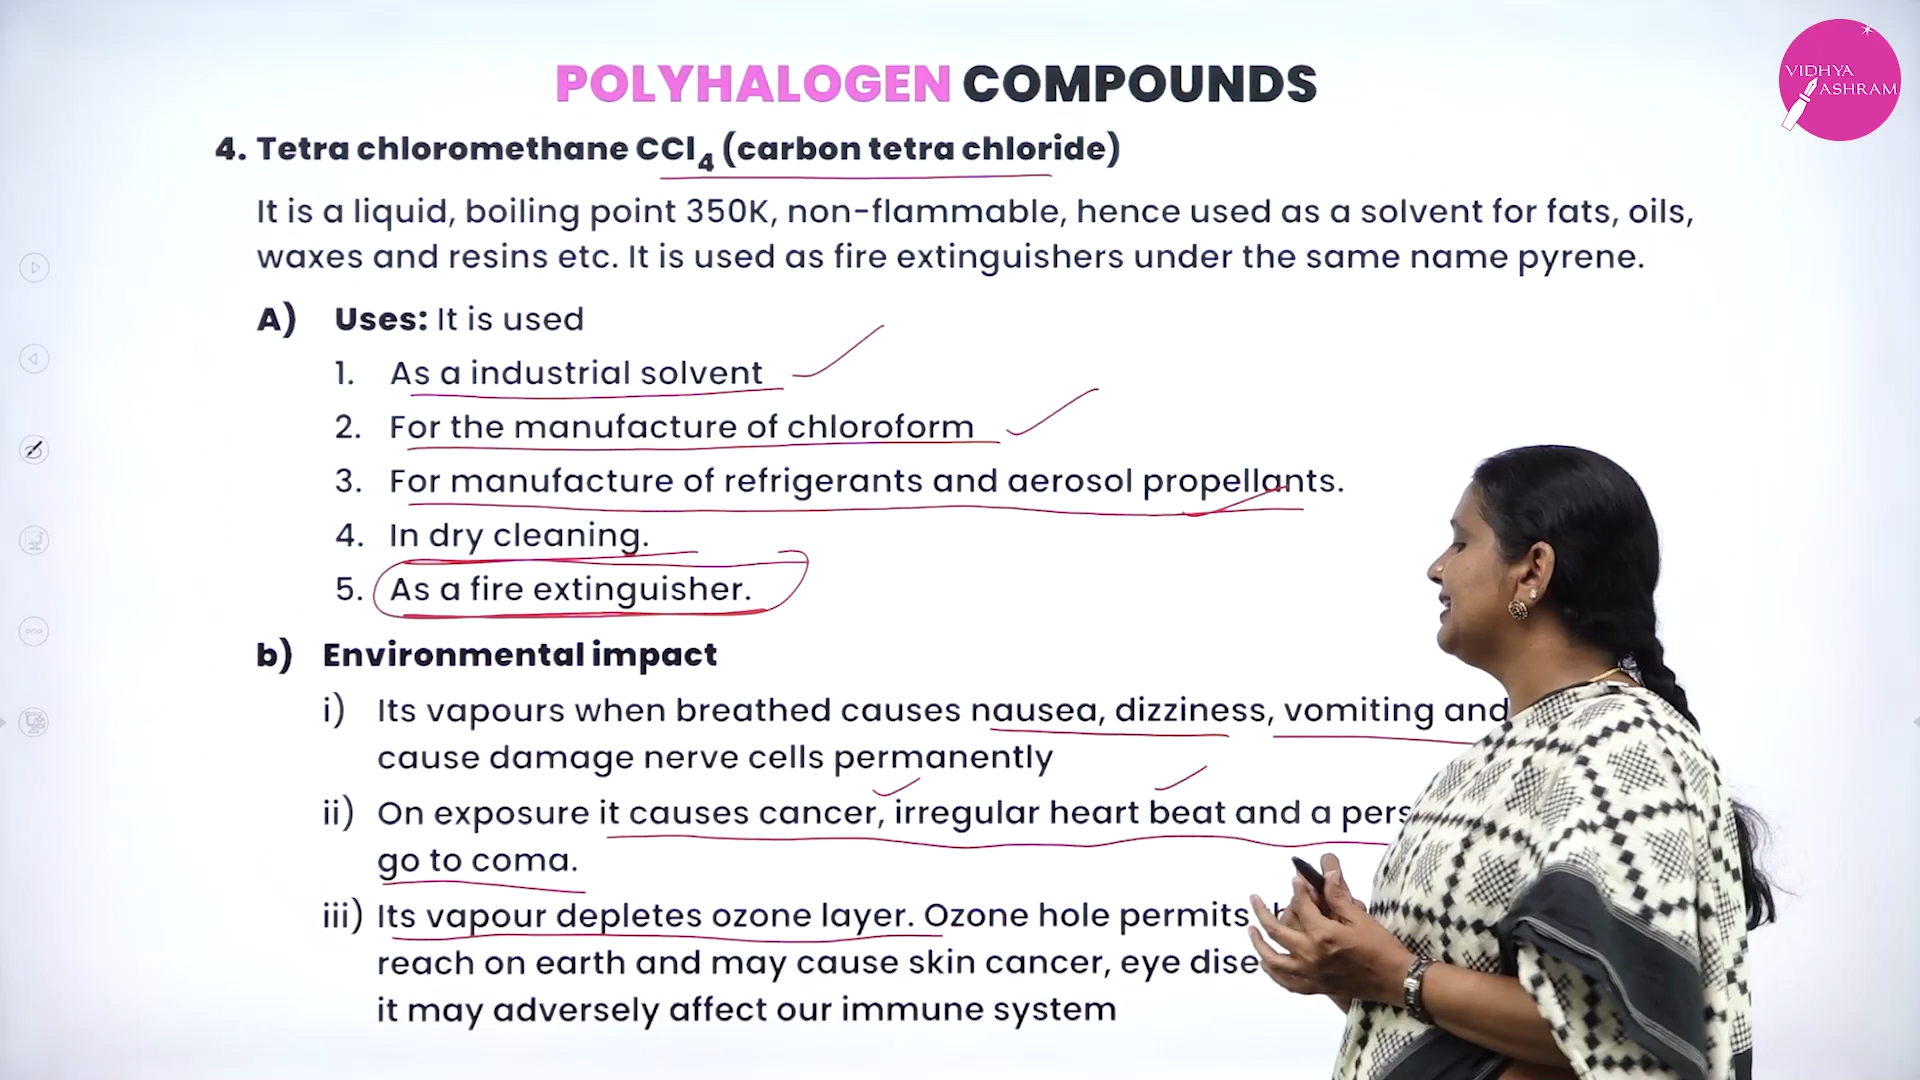 VIDHYA
ASHRAM
POLYHALOGEN COMPOUNDS
4. Tetra chloromethane CCl₄ (carbon tetra chloride)
It is a liquid, boiling point 350K, non-flammable, hence used as a solvent for fats, oils,
waxes and resins etc. It is used as fire extinguishers under the same name pyrene.
A) Uses: It is used
1. As a industrial solvent
2. For the manufacture of chloroform
3. For manufacture of refrigerants and aerosol propellants.
4. In dry cleaning.
5. As a fire extinguisher.
b) Environmental impact
i) Its vapours when breathed causes nausea, dizziness, vomiting and
cause damage nerve cells permanently
ii) On exposure it causes cancer, irregular heart beat and a
go to coma.
iii) Its vapour depletes ozone layer. Ozone hole permits
reach on earth and may cause skin cancer, eye
it may adversely affect our immune system